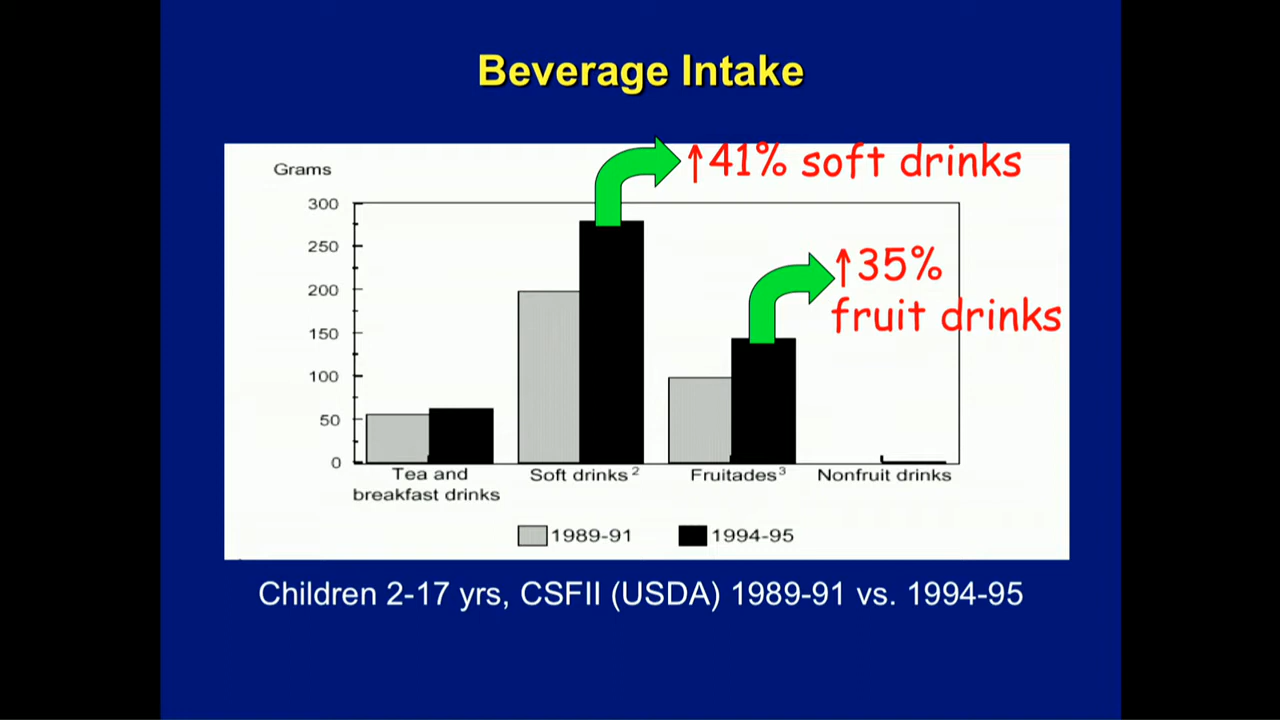 Beverage Intake
Grams
↑41% soft drinks
300
250
200
150
100
50
0
↑35%
fruit drinks
Tea and
breakfast drinks
Soft drinks²
Fruitades³
Nonfruit drinks
1989-91
1994-95
Children 2-17 yrs, CSFII (USDA) 1989-91 vs. 1994-95